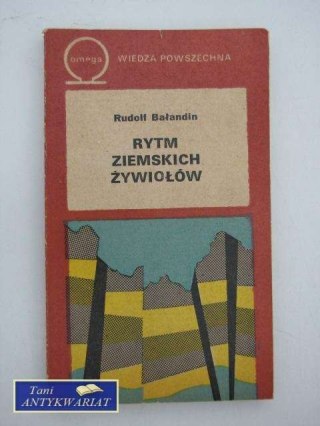 omega
WIEDZA POWSZECHNA
Rudolf Bałandin
RYTM
ZIEMSKICH
ŻYWIOŁÓW
Tani
ANTYKWARIAT